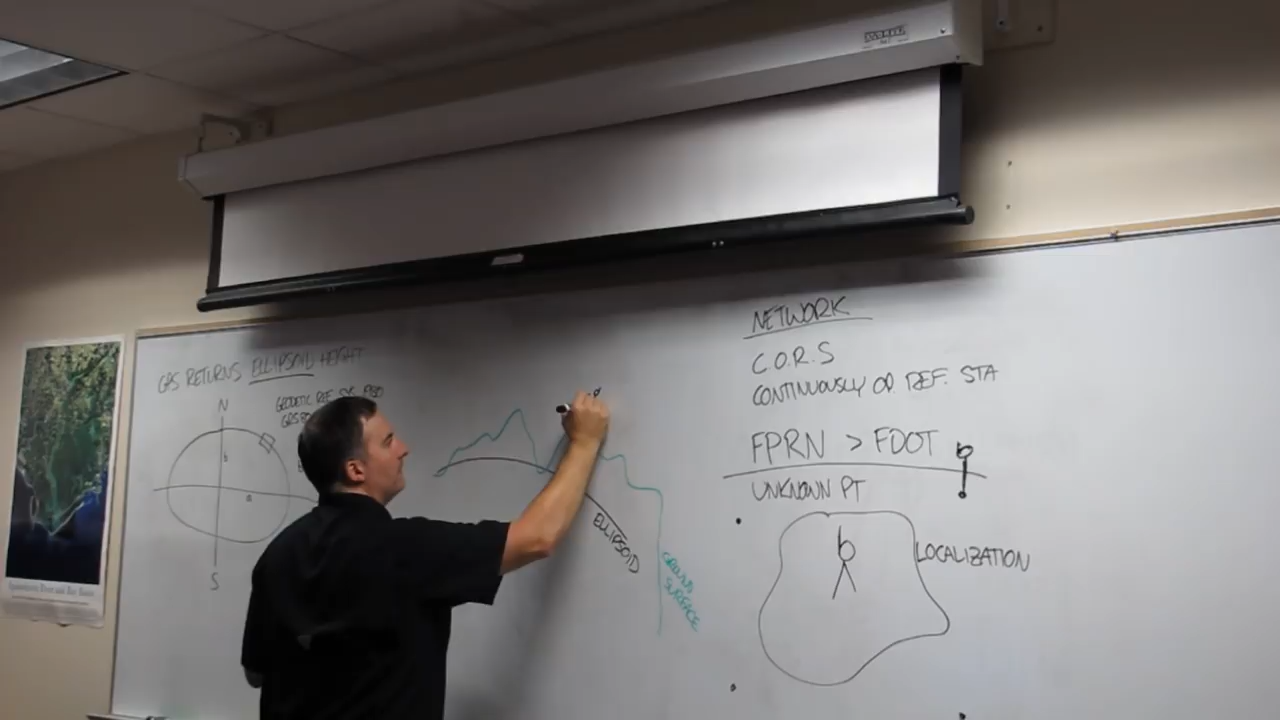 GPS RETURNS ELLIPSOID HEIGHT
GEODETIC REF. SYS. 1980
N
b
a
S
ELLIPSOID
GROUND
SURFACE
NETWORK
C.O.R.S
CONTINUOUSLY OP. REF. STA
FPRN > FDOT
UNKNOWN PT
LOCALIZATION